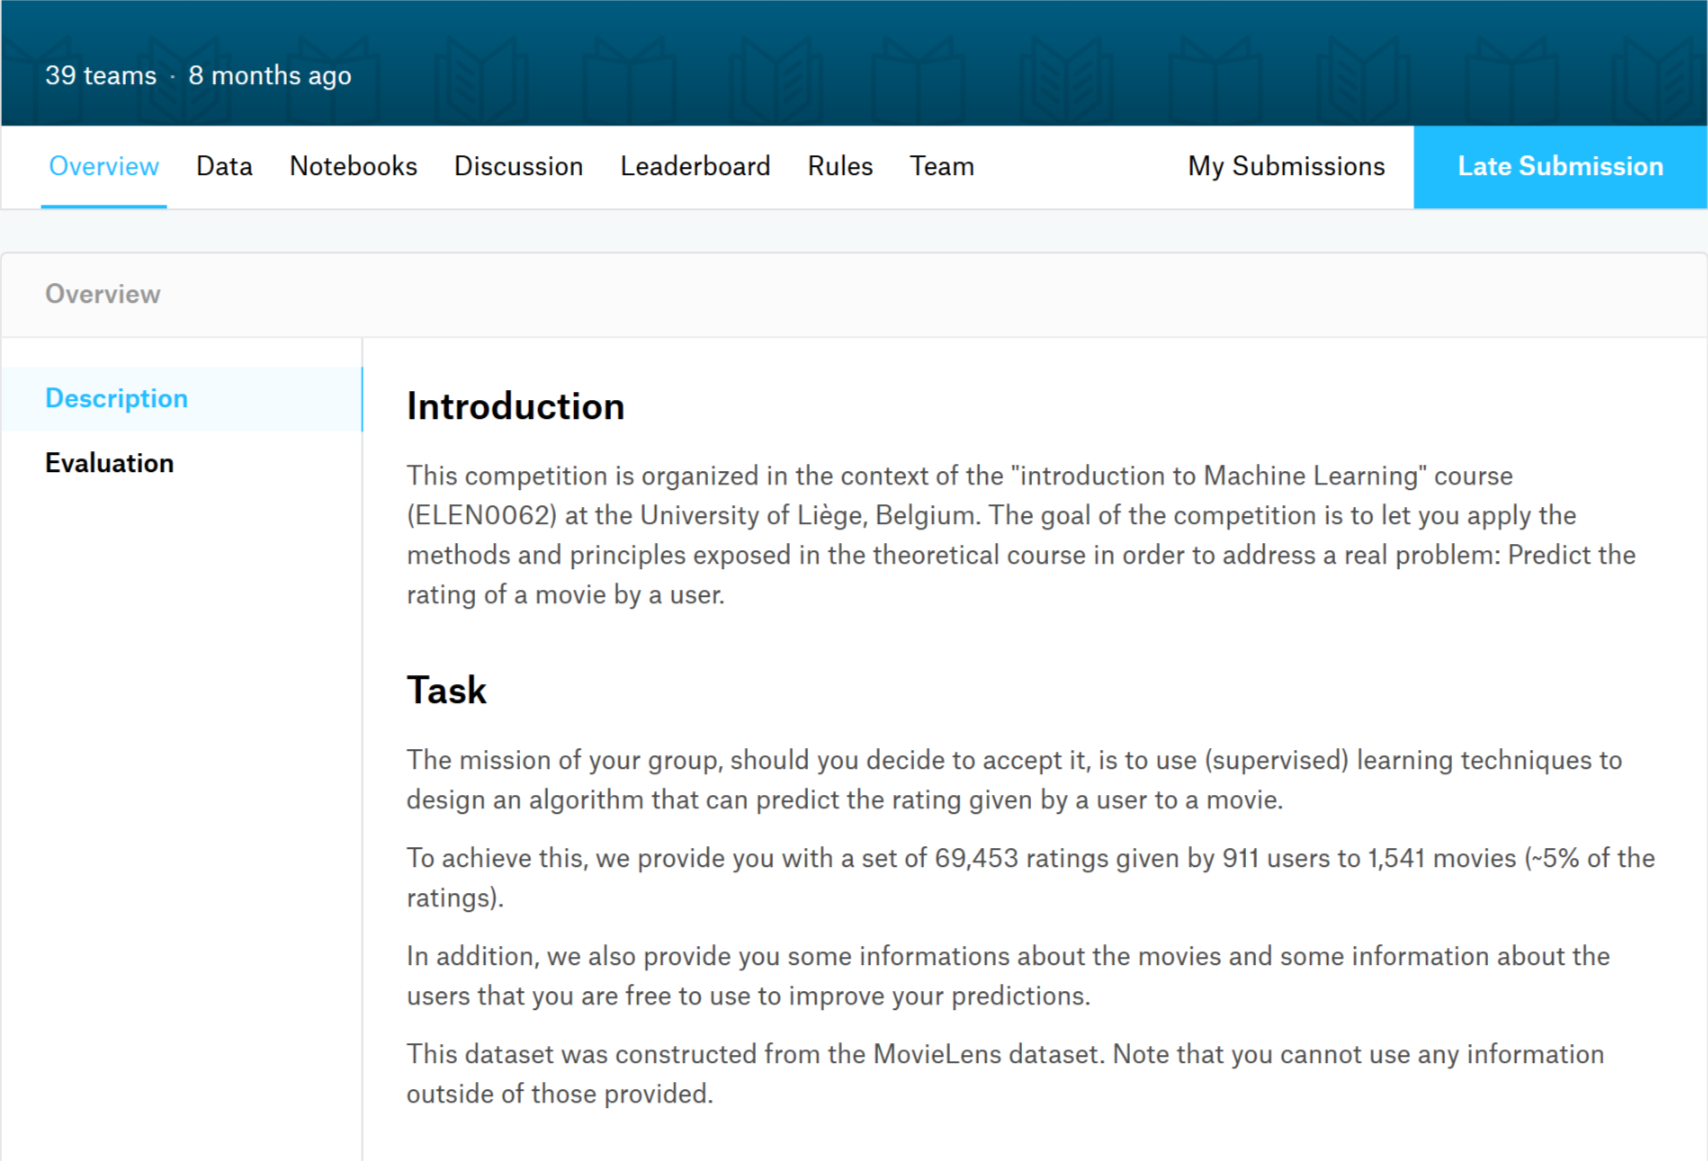 39 teams · 8 months ago
Overview Data Notebooks Discussion Leaderboard Rules Team My Submissions Late Submission
Overview
Description
Evaluation
Introduction
This competition is organized in the context of the "introduction to Machine Learning" course
(ELEN0062) at the University of Liège, Belgium. The goal of the competition is to let you apply the
methods and principles exposed in the theoretical course in order to address a real problem: Predict the
rating of a movie by a user.
Task
The mission of your group, should you decide to accept it, is to use (supervised) learning techniques to
design an algorithm that can predict the rating given by a user to a movie.
To achieve this, we provide you with a set of 69,453 ratings given by 911 users to 1,541 movies (~5% of the
ratings).
In addition, we also provide you some informations about the movies and some information about the
users that you are free to use to improve your predictions.
This dataset was constructed from the MovieLens dataset. Note that you cannot use any information
outside of those provided.